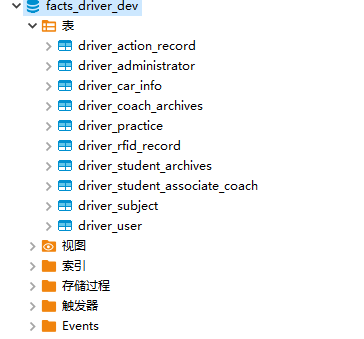 facts_driver_dev
表
driver_action_record
driver_administrator
driver_car_info
driver_coach_archives
driver_practice
driver_rfid_record
driver_student_archives
driver_student_associate_coach
driver_subject
driver_user
视图
索引
存储过程
触发器
Events